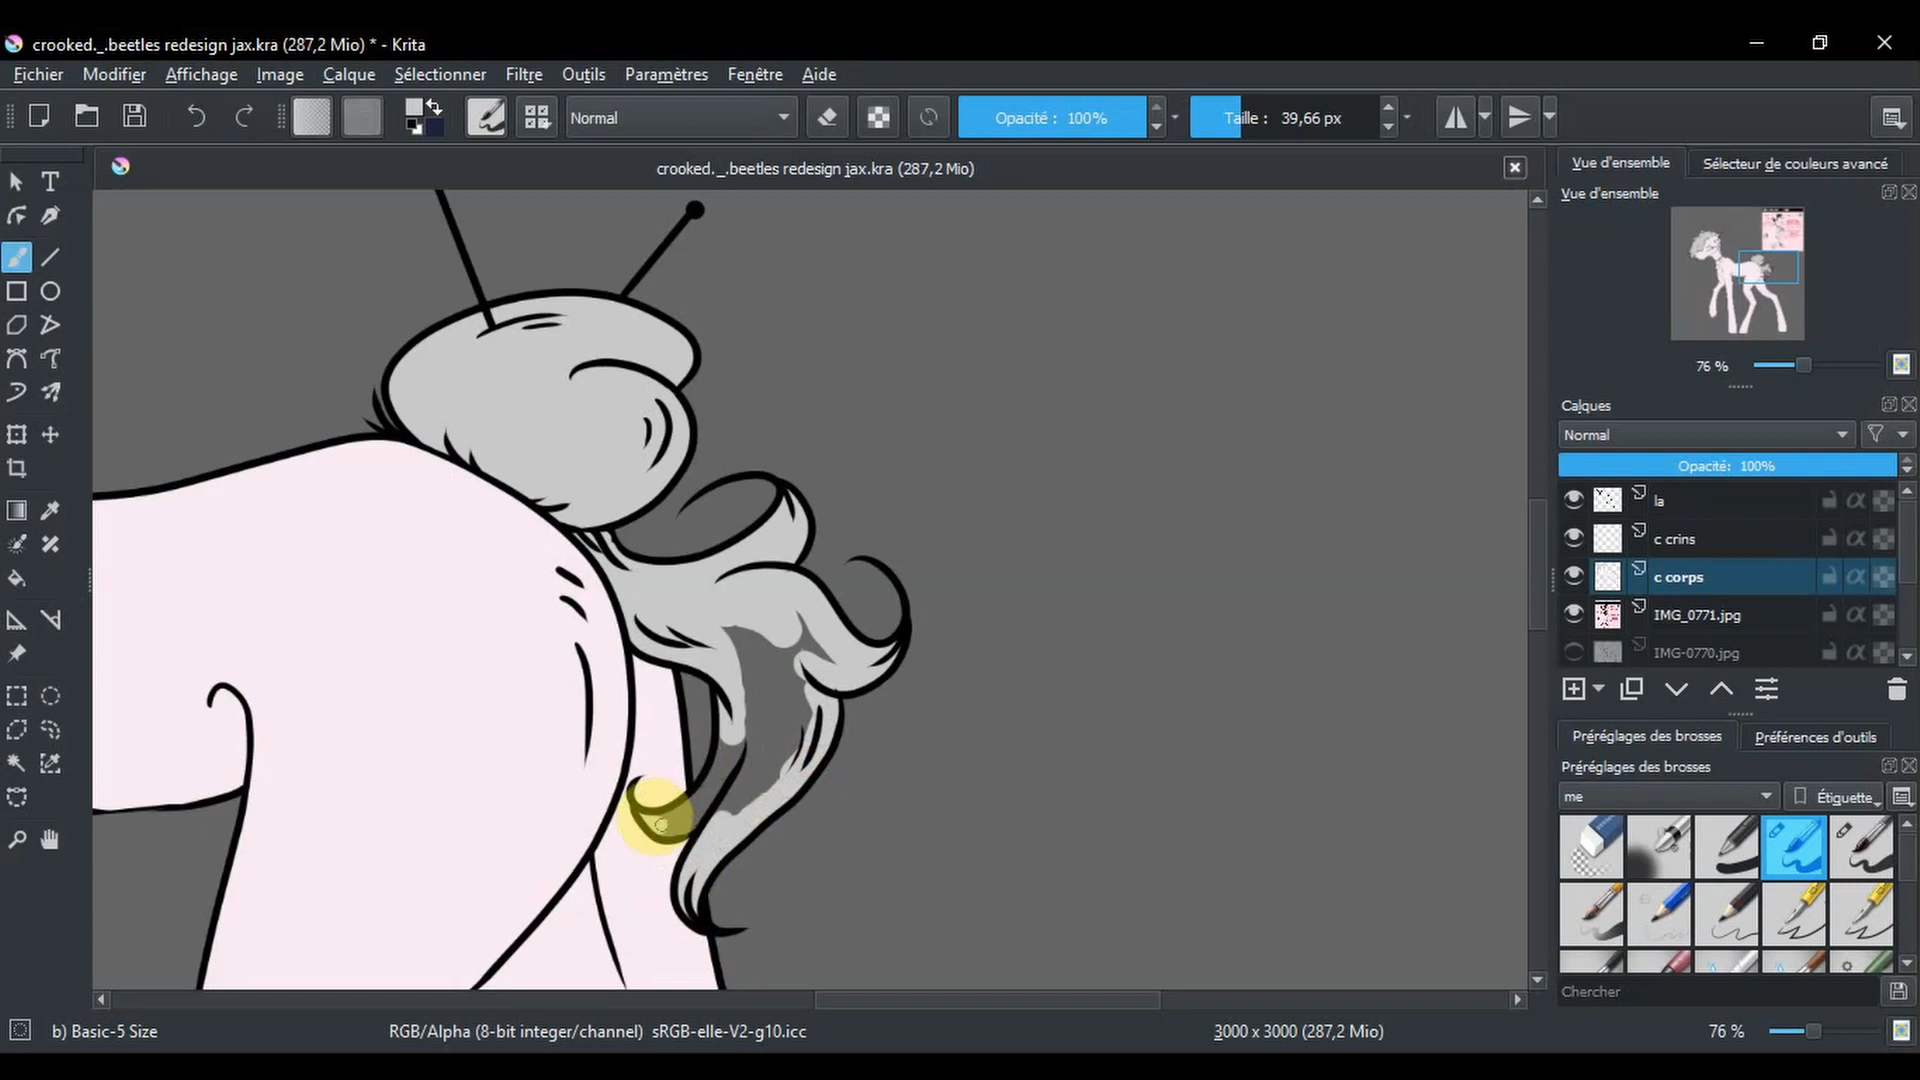 crooked._.beetles redesign jax.kra (287,2 Mio) * - Krita
Fichier Modifier Affichage Image Calque Sélectionner Filtre Outils Paramètres Fenêtre Aide
Normal Opacité : 100% Taille : 39,66 px
crooked._.beetles redesign jax.kra (287,2 Mio)
Vue d'ensemble Sélecteur de couleurs avancé
Vue d'ensemble
76 %
Calques
Normal
Opacité: 100%
la
c crins
c corps
IMG_0771.jpg
IMG-0770.jpg
Préréglages des brosses Préférences d'outils
Préréglages des brosses
me Étiquette
Chercher
b) Basic-5 Size RGB/Alpha (8-bit integer/channel) sRGB-elle-V2-g10.icc 3000 x 3000 (287,2 Mio) 76 %